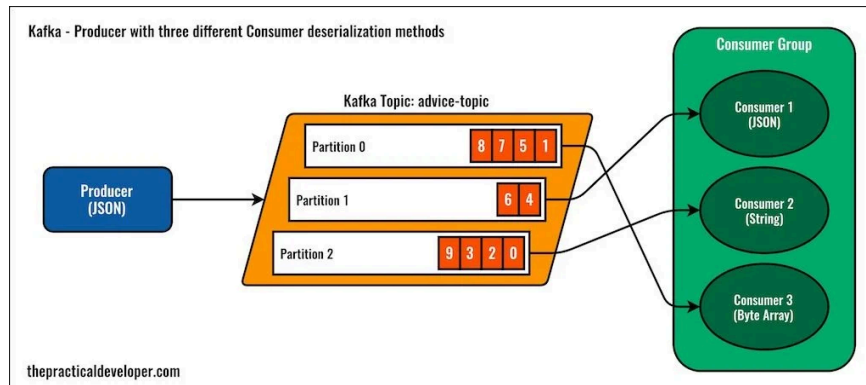 Kafka - Producer with three different Consumer deserialization methods
Consumer Group
Kafka Topic: advice-topic
Consumer 1
(JSON)
Partition 0
8 7 5 1
Producer
(JSON)
Partition 1
6 4
Consumer 2
(String)
Partition 2
9 3 2 0
Consumer 3
(Byte Array)
thepracticaldeveloper.com